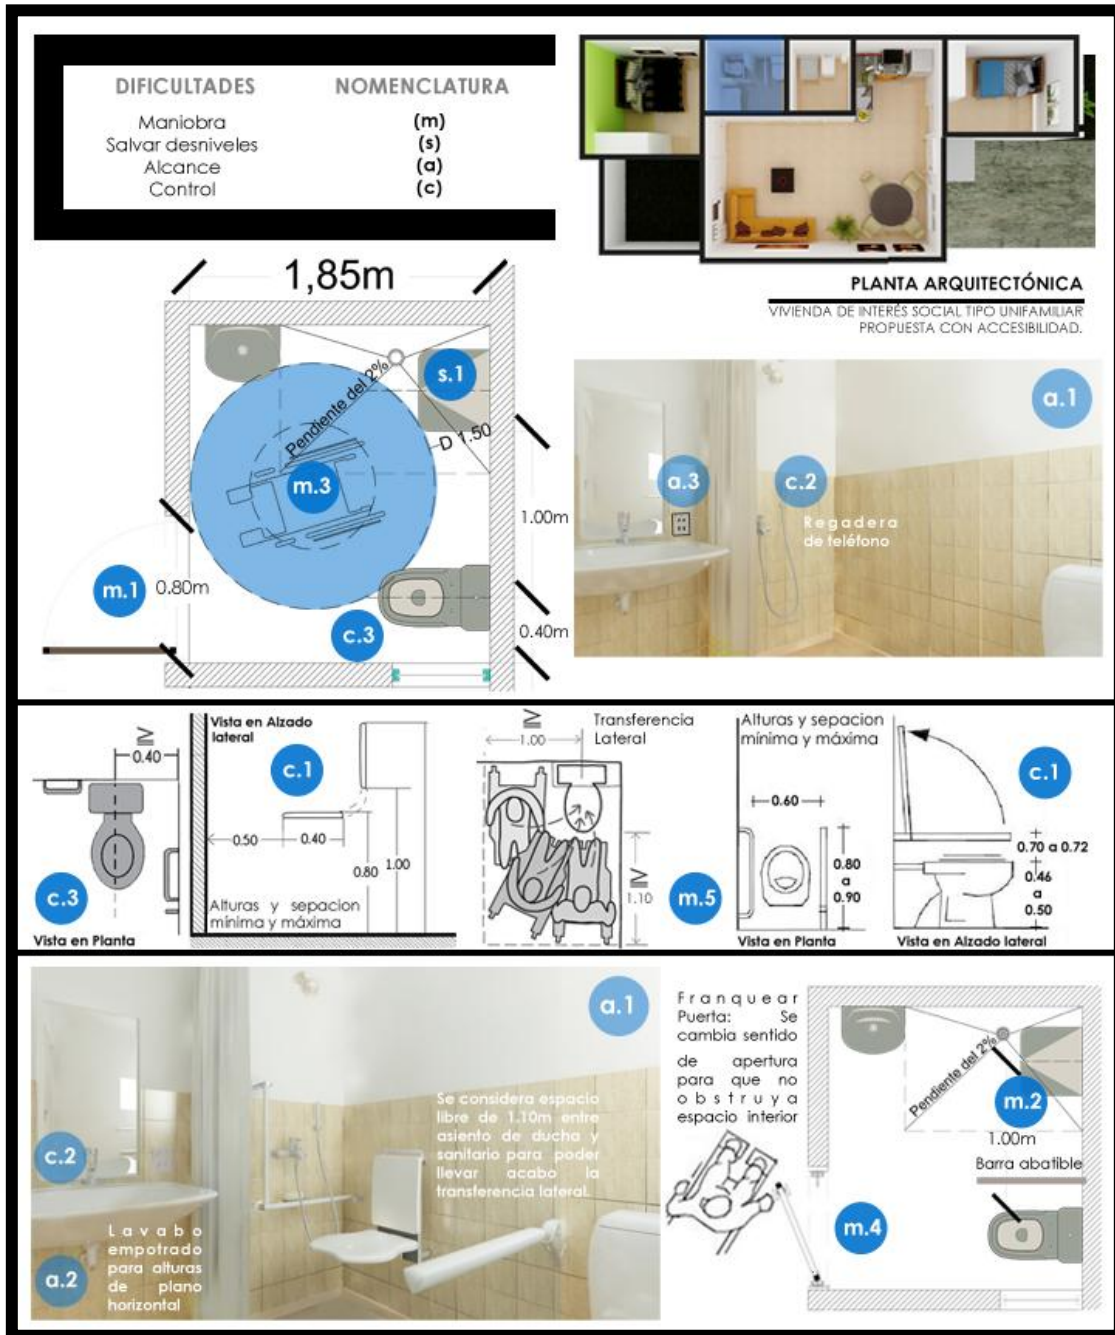 DIFICULTADES NOMENCLATURA
Maniobra (m)
Salvar desniveles (s)
Alcance (a)
Control (c)
PLANTA ARQUITECTÓNICA
VIVIENDA DE INTERÉS SOCIAL TIPO UNIFAMILIAR
PROPUESTA CON ACCESIBILIDAD.
1,85m
s.1
Pendiente del 2%
D 1.50
m.3
1.00m
m.1
0.80m
c.3
0.40m
a.1
a.3
c.2
Regadera
de teléfono
≥
0.40
c.3
Vista en Planta
Vista en Alzado
lateral
c.1
0.50
0.40
0.80
1.00
Alturas y sepacion
mínima y máxima
≥
1.00
Transferencia
Lateral
≥
1.10
m.5
Alturas y sepacion
mínima y máxima
0.60
0.80
a
0.90
Vista en Planta
c.1
0.70 a 0.72
0.46
a
0.50
Vista en Alzado lateral
a.1
Se considera espacio
libre de 1.10m entre
asiento de ducha y
sanitario para poder
llevar acabo la
transferencia lateral.
c.2
Lavabo
empotrado
para alturas
de plano
horizontal
a.2
Franquear
Puerta: Se
cambia sentido
de apertura
para que no
obstruya
espacio interior
Pendiente del 2%
m.2
1.00m
Barra abatible
m.4